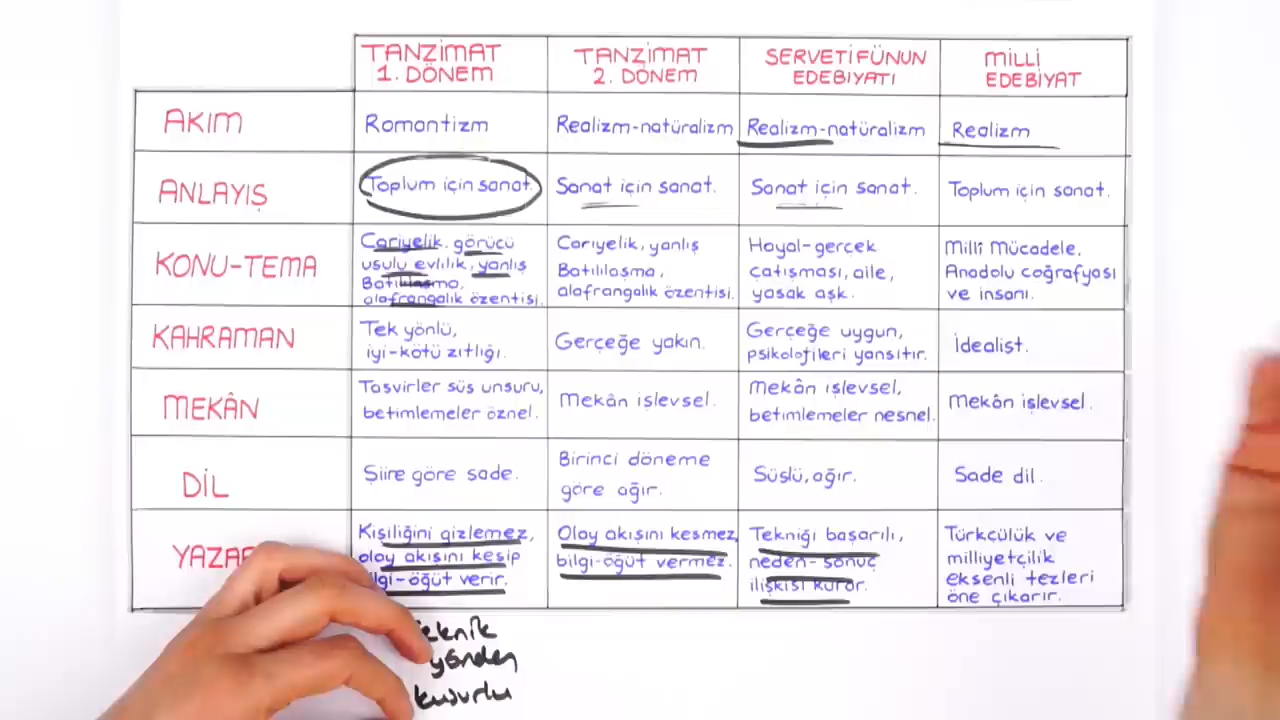 TANZİMAT
1. DÖNEM
TANZİMAT
2. DÖNEM
SERVETİFÜNUN
EDEBİYATI
MİLLİ
EDEBİYAT
AKIM
Romantizm
Realizm-natüralizm
Realizm-natüralizm
Realizm
ANLAYIŞ
Toplum için sanat.
Sanat için sanat.
Sanat için sanat.
Toplum için sanat.
KONU-TEMA
Cariyelik, görücü
usulü evlilik, yanlış
Batılılaşma,
alafrangalık özentisi.
Cariyelik, yanlış
Batılılaşma,
alafrangalık özentisi.
Hayal-gerçek
çatışması, aile,
yasak aşk.
Millî Mücadele,
Anadolu coğrafyası
ve insanı.
KAHRAMAN
Tek yönlü,
iyi-kötü zıtlığı.
Gerçeğe yakın.
Gerçeğe uygun,
psikolojileri yansıtır.
İdealist.
MEKÂN
Tasvirler süs unsuru,
betimlemeler öznel.
Mekân işlevsel.
Mekân işlevsel,
betimlemeler nesnel.
Mekân işlevsel.
DİL
Şiire göre sade.
Birinci döneme
göre ağır.
Süslü, ağır.
Sade dil.
YAZAR
Kişiliğini gizlemez,
olay akışını kesip
bilgi-öğüt verir.
Olay akışını kesmez,
bilgi-öğüt vermez.
Tekniği başarılı,
neden-sonuç
ilişkisi kurar.
Türkçülük ve
milliyetçilik
eksenli tezleri
öne çıkarır.
teknik
yönden
kusurlu